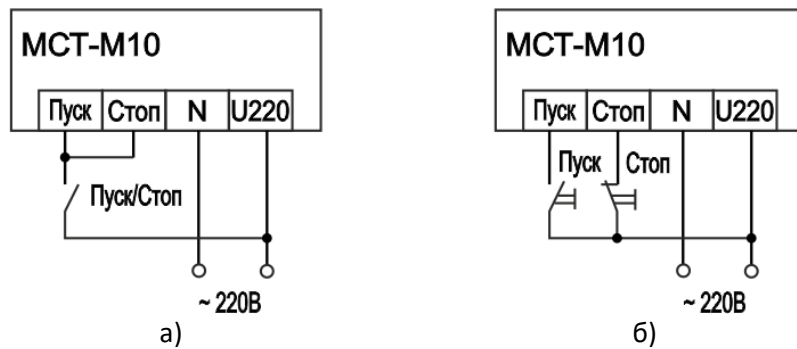 МСТ-М10
Пуск Стоп N U220
Пуск/Стоп
~ 220В
а)
МСТ-М10
Пуск Стоп N U220
Пуск Стоп
~ 220В
б)